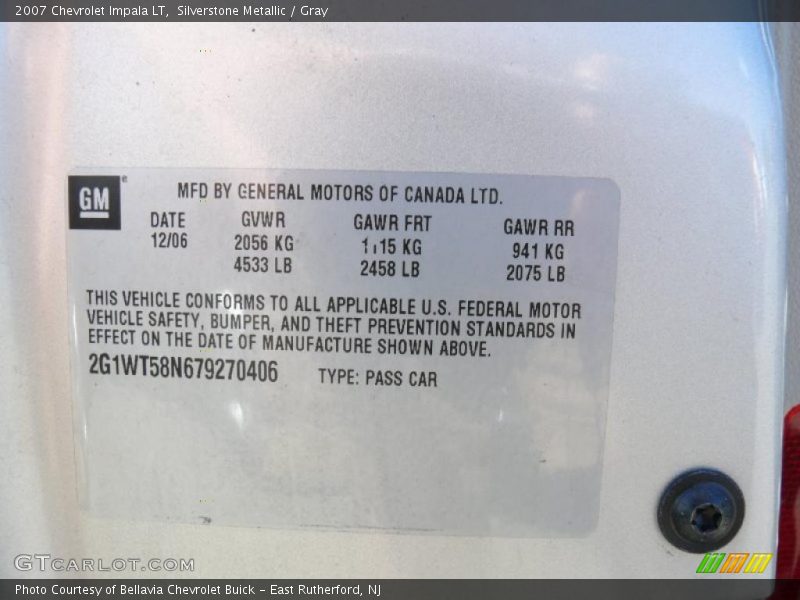 2007 Chevrolet Impala LT, Silverstone Metallic / Gray
GM ®
MFD BY GENERAL MOTORS OF CANADA LTD.
DATE GVWR GAWR FRT GAWR RR
12/06 2056 KG KG 941 KG
4533 LB 2458 LB 2075 LB
THIS VEHICLE CONFORMS TO ALL APPLICABLE U.S. FEDERAL MOTOR
VEHICLE SAFETY, BUMPER, AND THEFT PREVENTION STANDARDS IN
EFFECT ON THE DATE OF MANUFACTURE SHOWN ABOVE.
2G1WT58N679270406 TYPE: PASS CAR
GTCARLOT.COM
Photo Courtesy of Bellavia Chevrolet Buick - East Rutherford, NJ